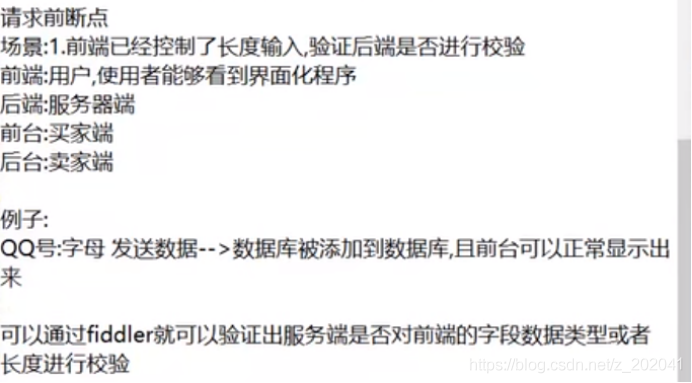 请求前断点
场景:1.前端已经控制了长度输入,验证后端是否进行校验
前端:用户,使用者能够看到界面化程序
后端:服务器端
前台:买家端
后台:卖家端
例子:
QQ号:字母 发送数据-->数据库被添加到数据库,且前台可以正常显示出
来
可以通过fiddler就可以验证出服务端是否对前端的字段数据类型或者
长度进行校验
https://blog.csdn.net/z_202041